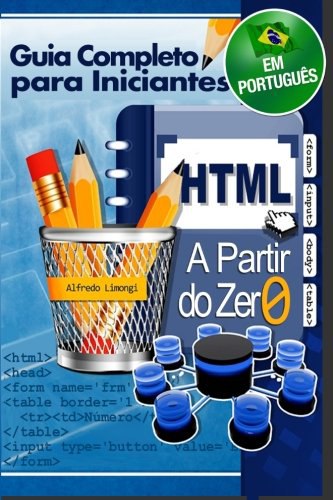 Guia Completo
para Iniciantes
EM
PORTUGUÊS
HTML
<form>
<input>
<body>
<table>
A Partir
do Zer0
Alfredo Limongi
<html>
<head>
<form name='frm'
<table border='1
<tr><td>Número</
</table>
<input type='button' value=
</form>